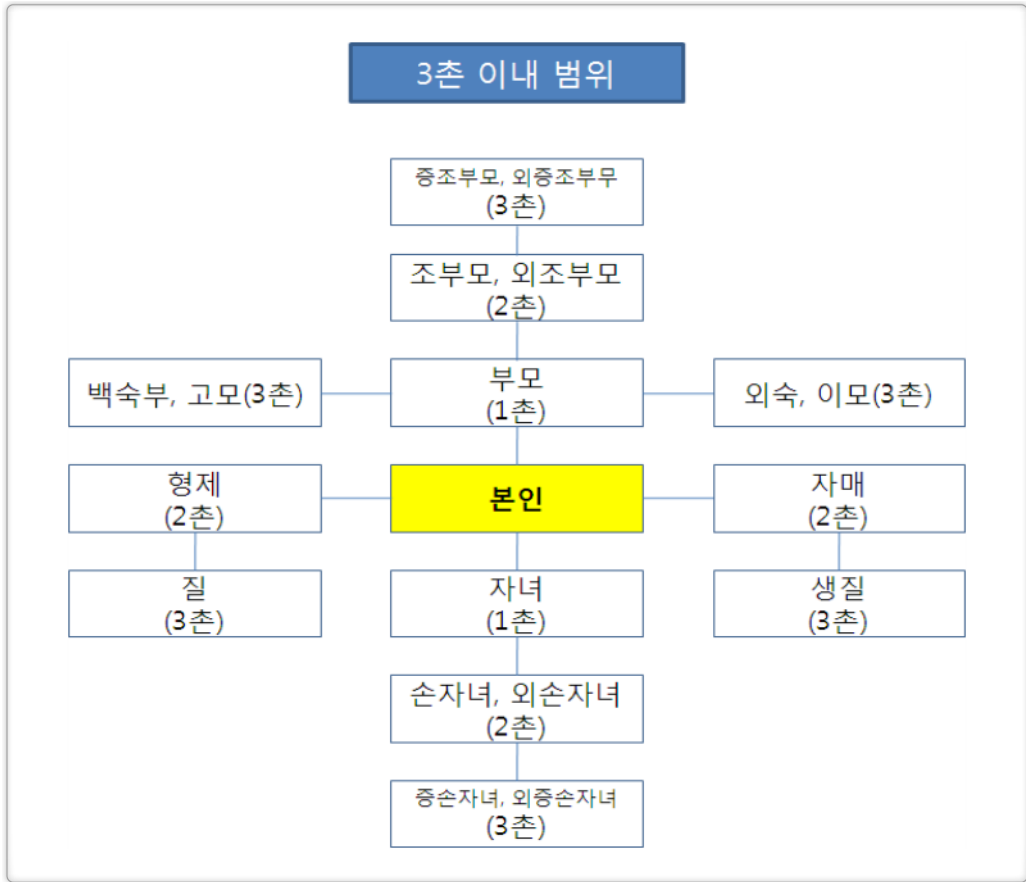 3촌 이내 범위
증조부모, 외증조부무
(3촌)
조부모, 외조부모
(2촌)
백숙부, 고모(3촌)
부모
(1촌)
외숙, 이모(3촌)
형제
(2촌)
본인
자매
(2촌)
질
(3촌)
자녀
(1촌)
생질
(3촌)
손자녀, 외손자녀
(2촌)
증손자녀, 외증손자녀
(3촌)